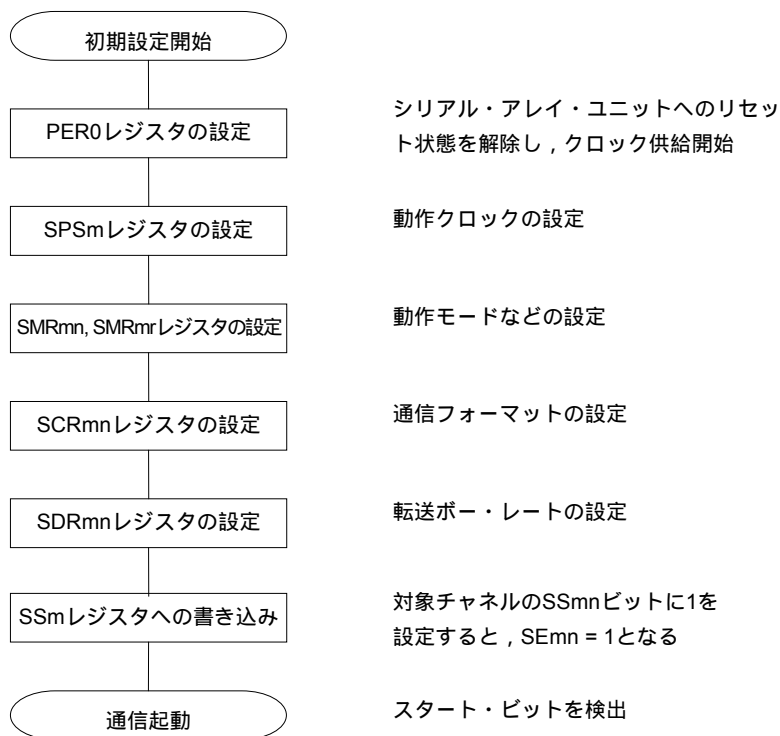 初期設定開始
PER0レジスタの設定
シリアル・アレイ・ユニットへのリセッ
ト状態を解除し，クロック供給開始
SPSmレジスタの設定
動作クロックの設定
SMRmn, SMRmrレジスタの設定
動作モードなどの設定
SCRmnレジスタの設定
通信フォーマットの設定
SDRmnレジスタの設定
転送ボー・レートの設定
SSmレジスタへの書き込み
対象チャネルのSSmnビットに1を
設定すると，SEmn = 1となる
通信起動
スタート・ビットを検出